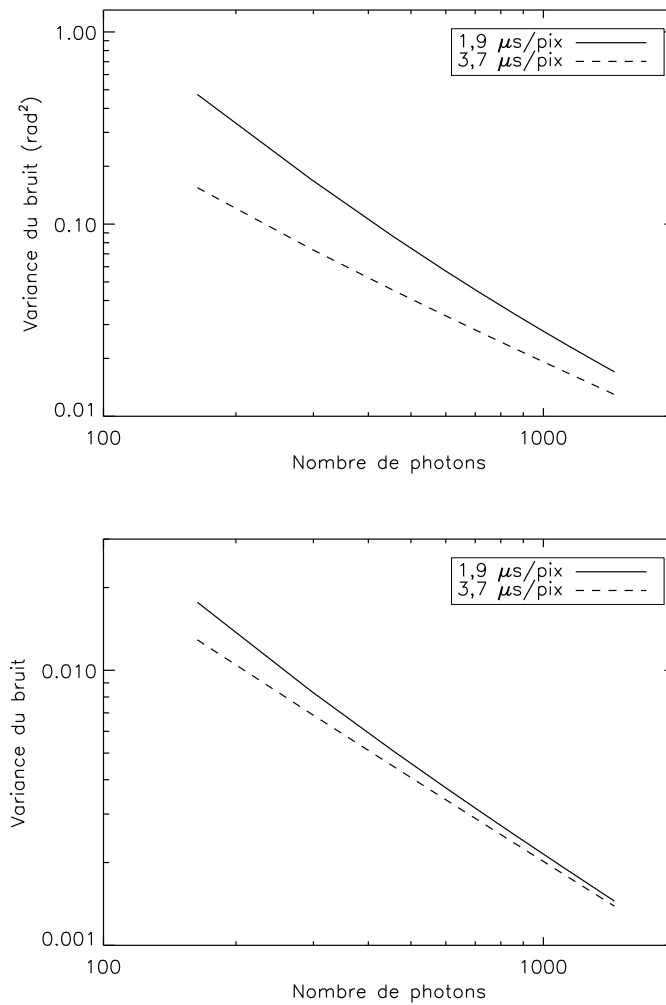 1.00
1,9 μs/pix
3,7 μs/pix
0.10
Variance du bruit (rad²)
0.01
100
1000
Nombre de photons
1,9 μs/pix
3,7 μs/pix
0.010
Variance du bruit
0.001
100
1000
Nombre de photons